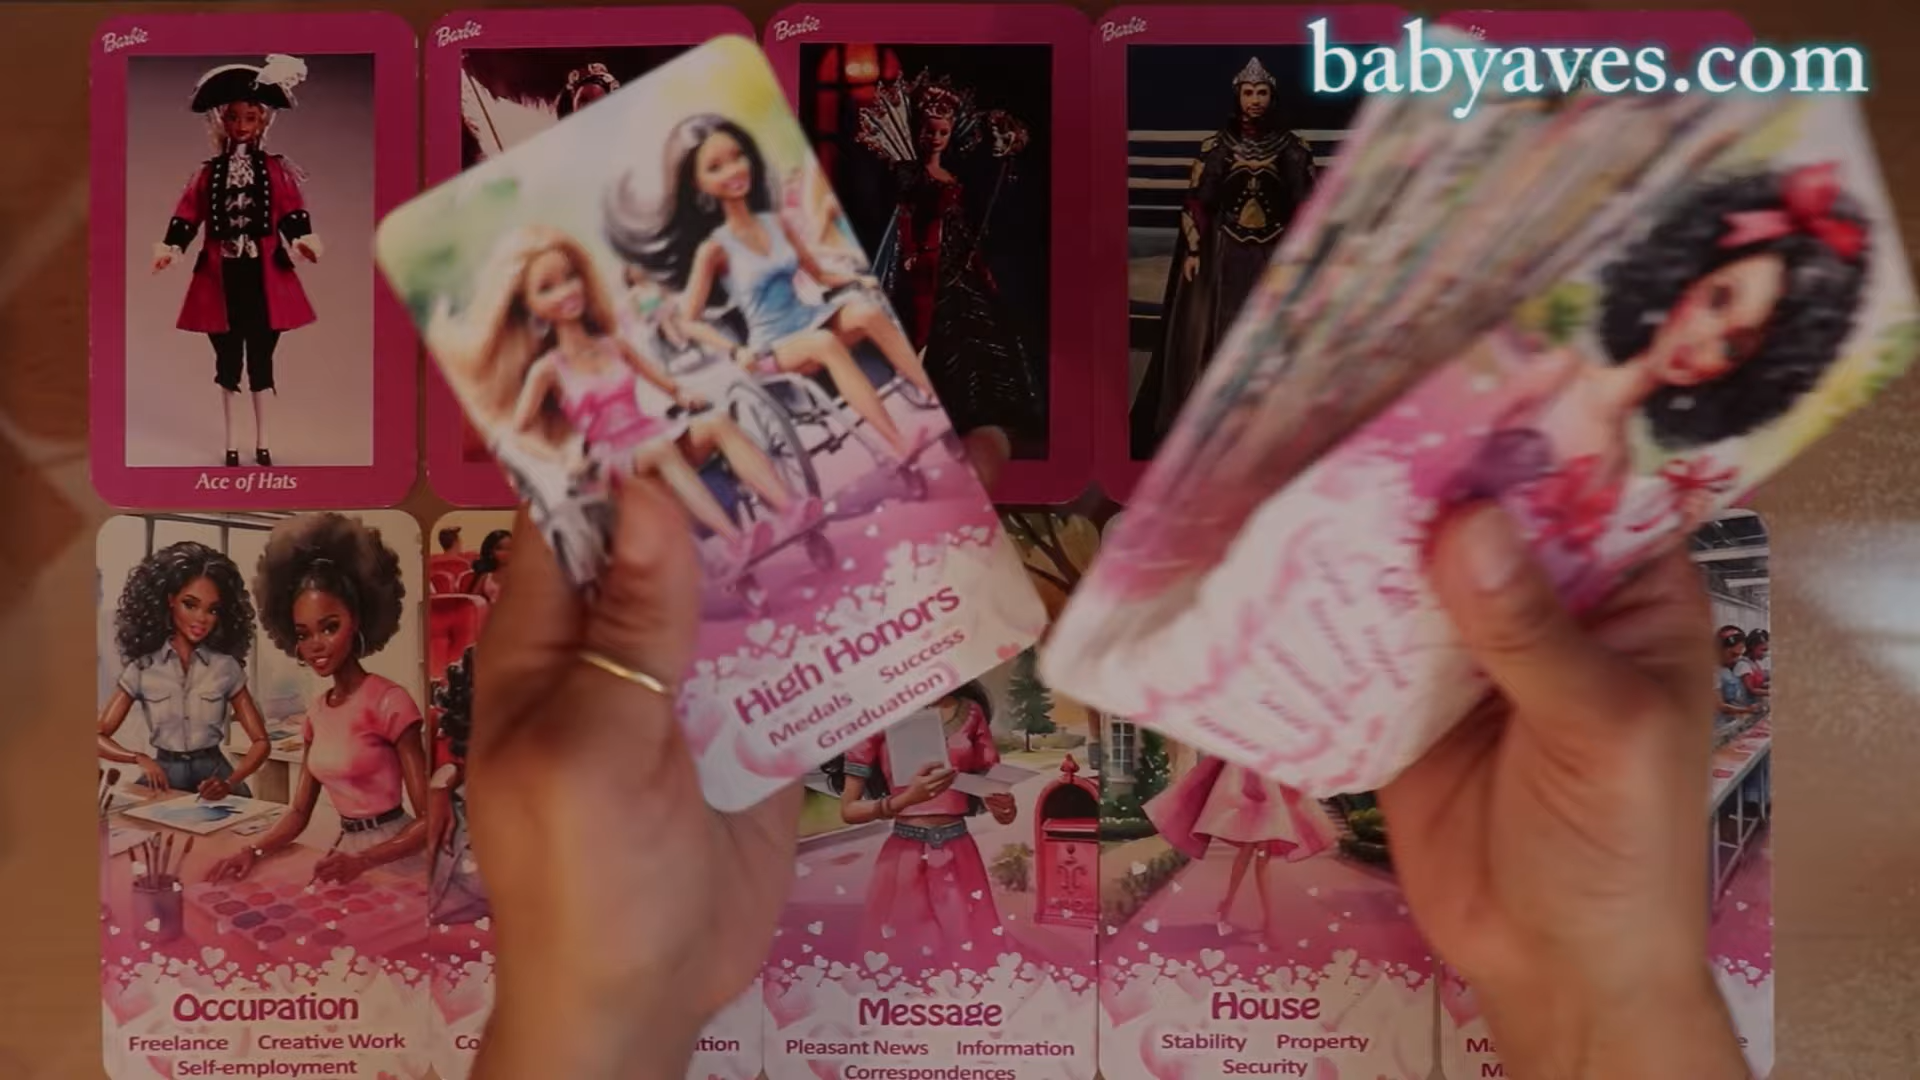 babyaves.com
Barbie
Barbie
Barbie
Barbie
Ace of Hats
High Honors
Medals Success
Graduation
Occupation
Freelance Creative Work
Self-employment
Message
Pleasant News Information
Correspondences
House
Stability Property
Security